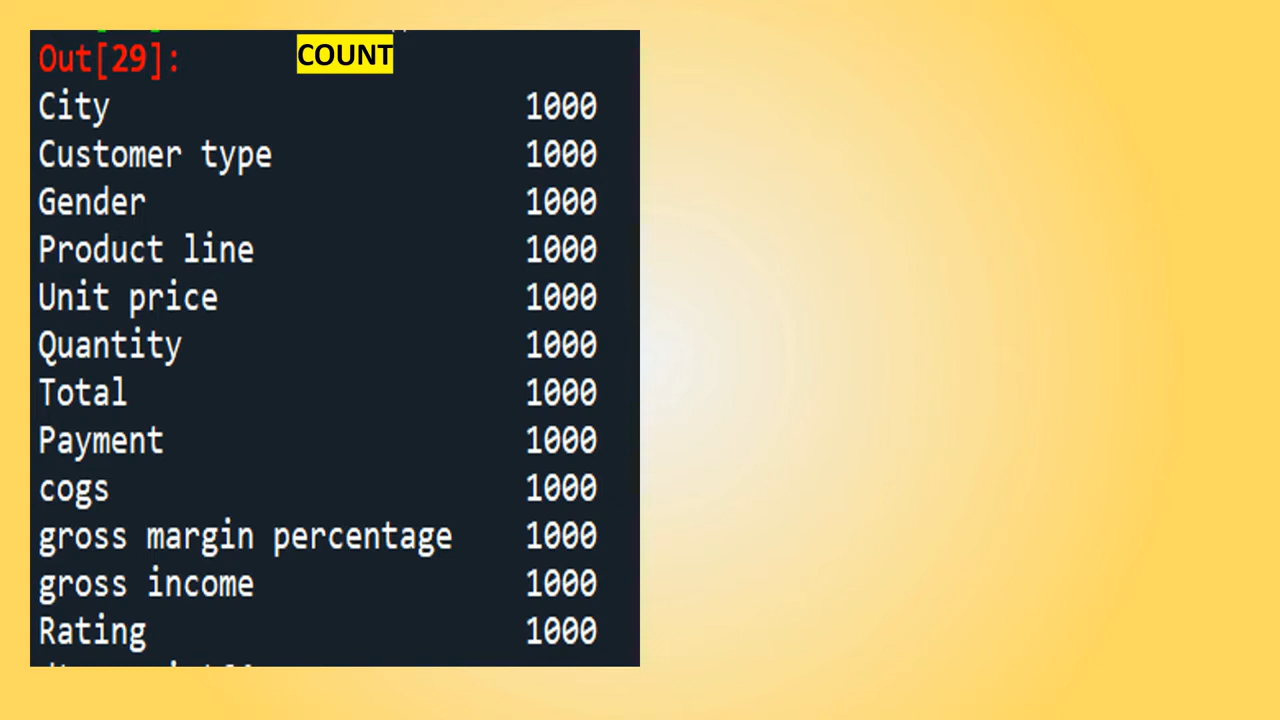 Out[29]: COUNT
City 1000
Customer type 1000
Gender 1000
Product line 1000
Unit price 1000
Quantity 1000
Total 1000
Payment 1000
cogs 1000
gross margin percentage 1000
gross income 1000
Rating 1000